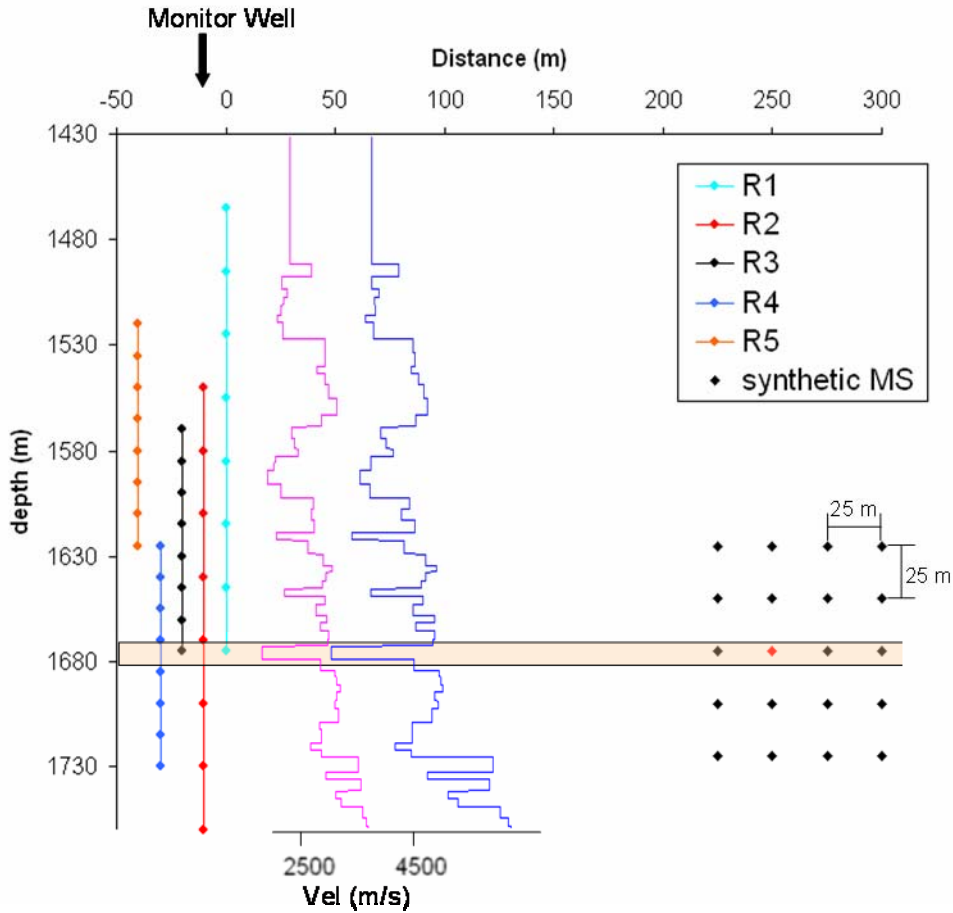 Monitor Well
Distance (m)
-50 0 50 100 150 200 250 300
1430
1480
1530
1580
1630
1680
1730
depth (m)
R1
R2
R3
R4
R5
synthetic MS
25 m
25 m
2500 4500
Vel (m/s)